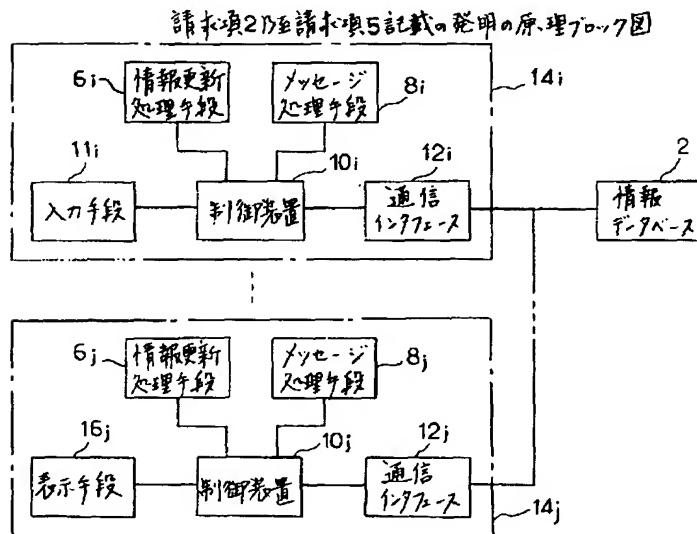 請求項2乃至請求項5記載の発明の原理ブロック図
6i
情報更新
処理手段
メッセージ
処理手段
8i
14i
11i
入力手段
10i
制御装置
12i
通信
インタフェース
2
情報
データベース
6j
情報更新
処理手段
メッセージ
処理手段
8j
16j
表示手段
10j
制御装置
12j
通信
インタフェース
14j